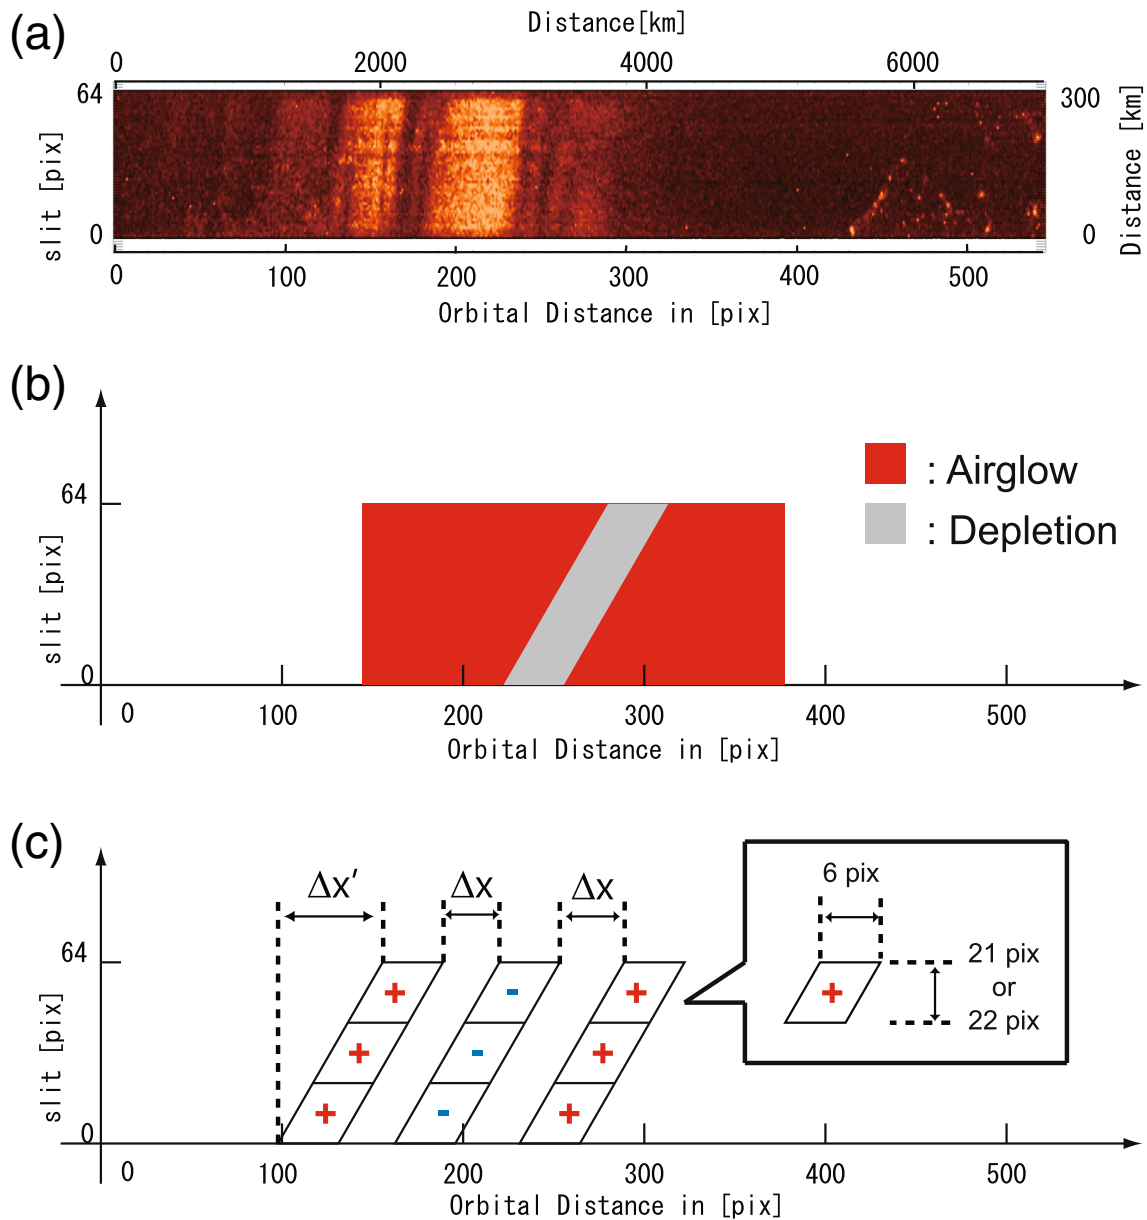 (a)
Distance[km]
0 2000 4000 6000
64
0
slit [pix]
300
0
Distance [km]
0 100 200 300 400 500
Orbital Distance in [pix]
(b)
64
0
slit [pix]
: Airglow
: Depletion
0 100 200 300 400 500
Orbital Distance in [pix]
(c)
Δx' Δx Δx
64
0
slit [pix]
+ - +
+ - +
+ - +
6 pix
+
21 pix
or
22 pix
0 100 200 300 400 500
Orbital Distance in [pix]